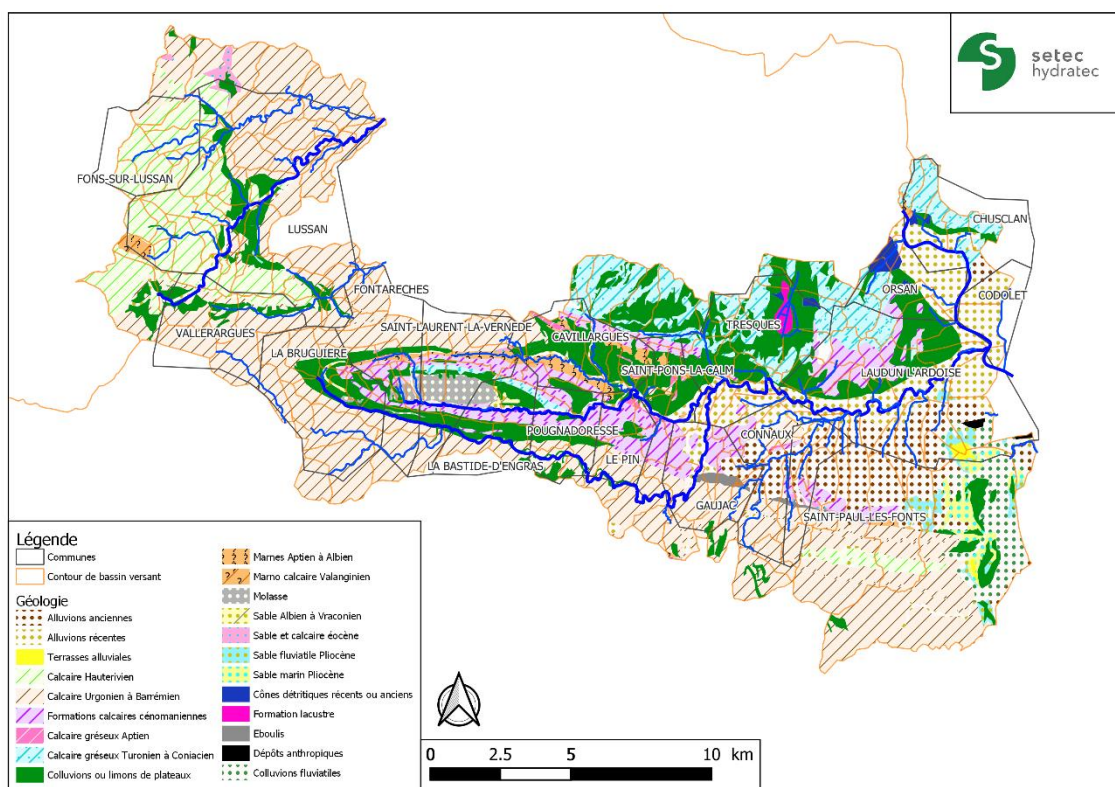 setec
hydratec
FONS-SUR-LUSSAN
LUSSAN
CHUSCLAN
FONTARECHES
ORSAN
CODOLET
VALLERARGUES
SAINT-LAURENT-LA-VERNEDE
CAVILLARGUES
TRESQUES
LA BRUGUIERE
SAINT-PONS-LA-CALM
LAUDUN L'ARDOISE
POUGNADORESSE
CONNAUX
LA BASTIDE-D'ENGRAS
LE PIN
GAUJAC
SAINT-PAUL-LES-FONTS
Légende
Communes
Contour de bassin versant
Géologie
Alluvions anciennes
Alluvions récentes
Terrasses alluviales
Calcaire Hauterivien
Calcaire Urgonien à Barrémien
Formations calcaires cénomaniennes
Calcaire gréseux Aptien
Calcaire gréseux Turonien à Coniacien
Colluvions ou limons de plateaux
Marnes Aptien à Albien
Marno calcaire Valanginien
Molasse
Sable Albien à Vraconien
Sable et calcaire éocène
Sable fluviatile Pliocène
Sable marin Pliocène
Cônes détritiques récents ou anciens
Formation lacustre
Eboulis
Dépôts anthropiques
Colluvions fluviatiles
0 2.5 5 10 km